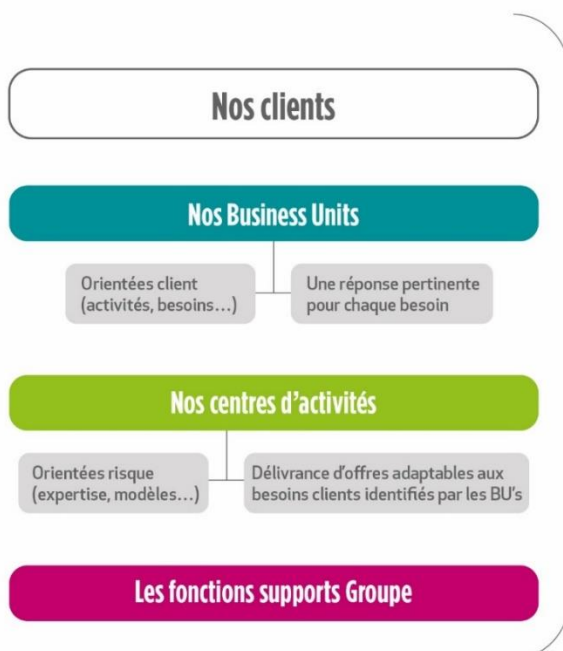 Nos clients
Nos Business Units
Orientées client
(activités, besoins...)
Une réponse pertinente
pour chaque besoin
Nos centres d'activités
Orientées risque
(expertise, modèles...)
Délivrance d'offres adaptables aux
besoins clients identifiés par les BU's
Les fonctions supports Groupe